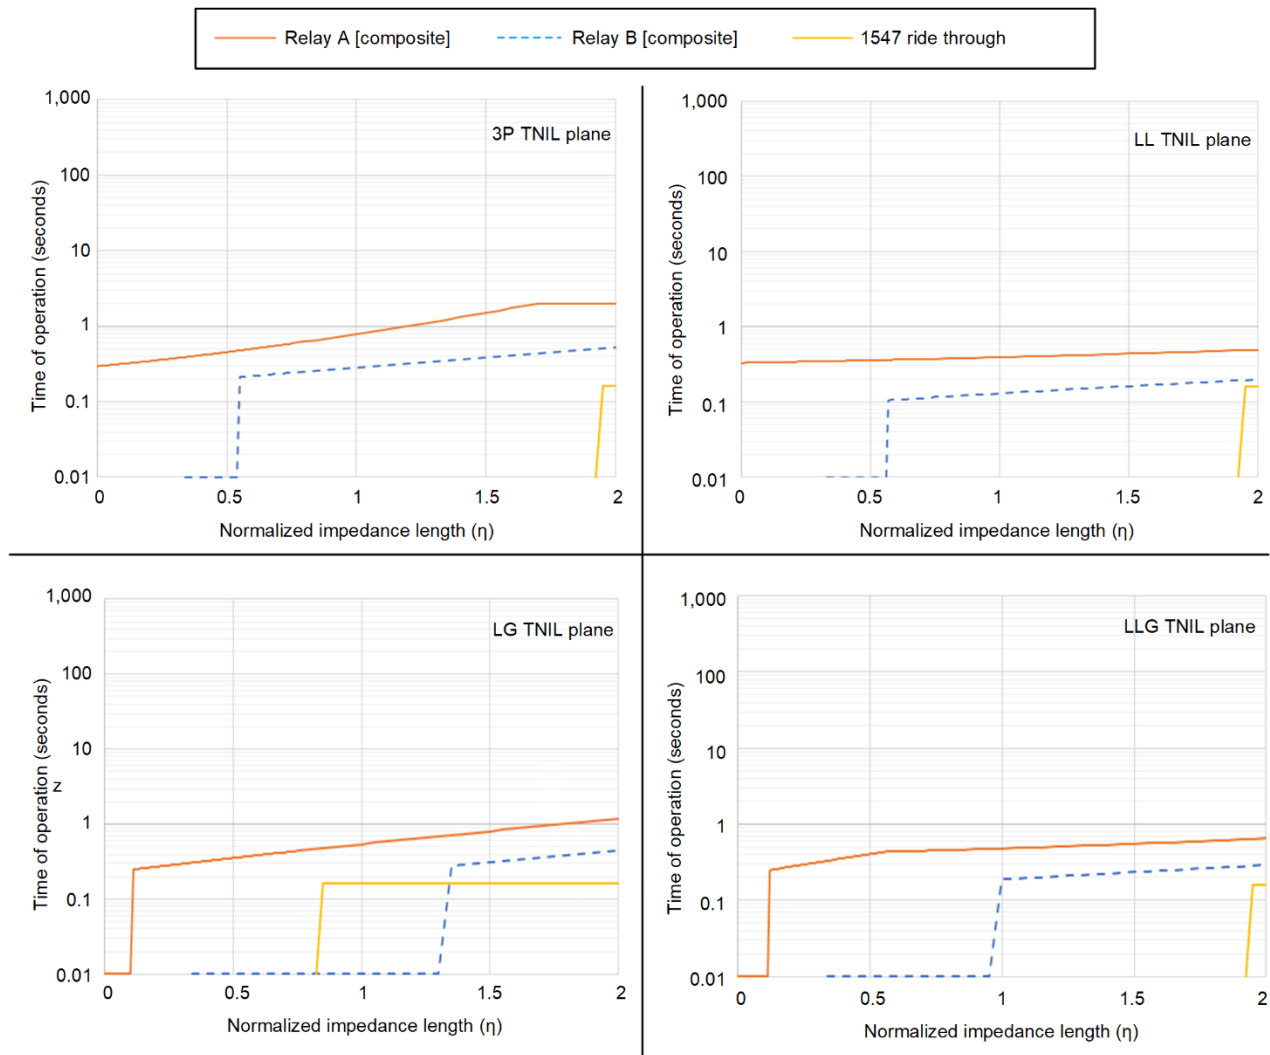 Relay A [composite] Relay B [composite] 1547 ride through
3P TNIL plane
Time of operation (seconds)
1,000
100
10
1
0.1
0.01
0 0.5 1 1.5 2
Normalized impedance length (η)
LL TNIL plane
Time of operation (seconds)
1,000
100
10
1
0.1
0.01
0 0.5 1 1.5 2
Normalized impedance length (η)
LG TNIL plane
Time of operation (seconds)
z
1,000
100
10
1
0.1
0.01
0 0.5 1 1.5 2
Normalized impedance length (η)
LLG TNIL plane
Time of operation (seconds)
1,000
100
10
1
0.1
0.01
0 0.5 1 1.5 2
Normalized impedance length (η)